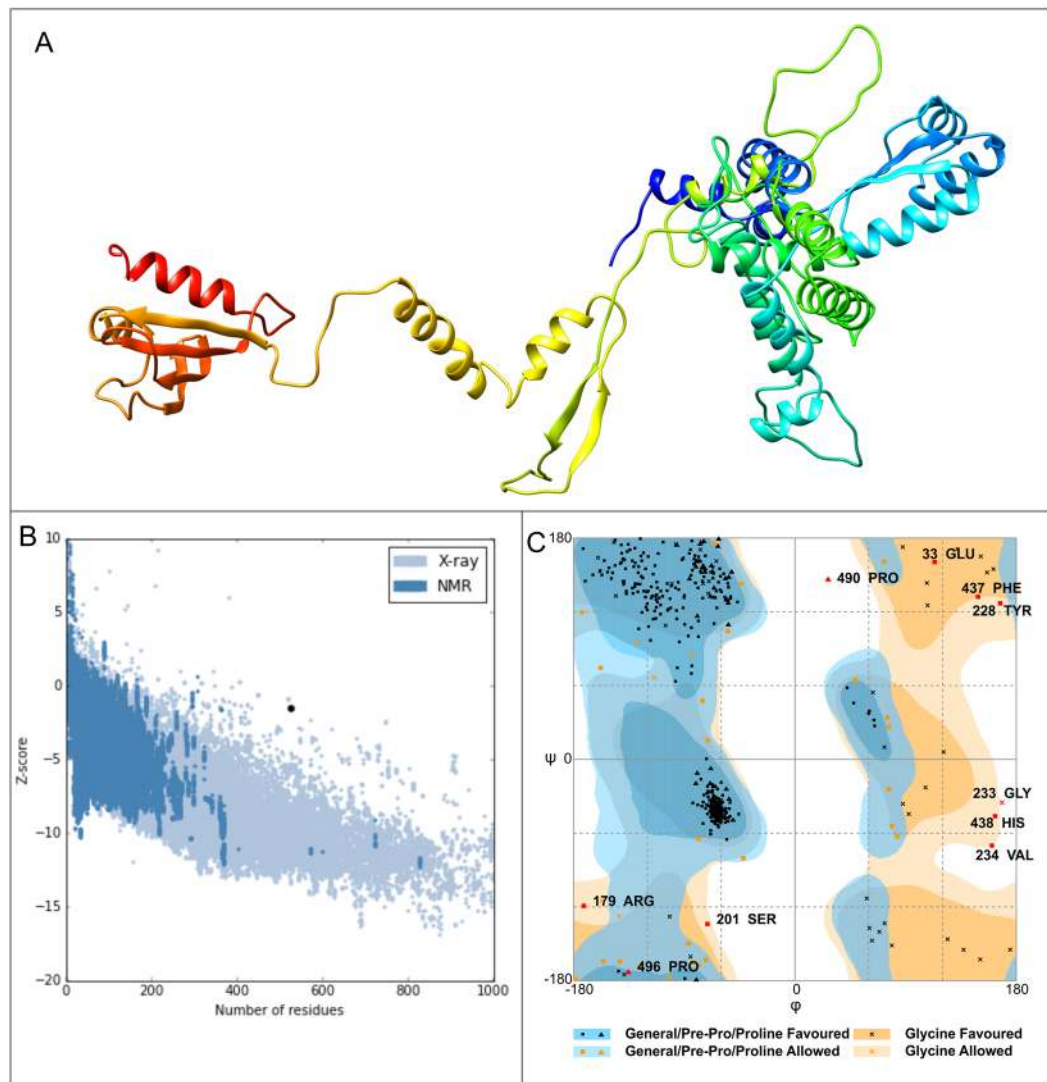 A
B
10
5
0
-5
-10
-15
-20
Z-score
0
200
400
600
800
1000
Number of residues
X-ray
NMR
C
180
ψ
0
-180
-180
0
180
φ
33 GLU
490 PRO
437 PHE
228 TYR
233 GLY
438 HIS
234 VAL
179 ARG
201 SER
496 PRO
General/Pre-Pro/Proline Favoured
Glycine Favoured
General/Pre-Pro/Proline Allowed
Glycine Allowed